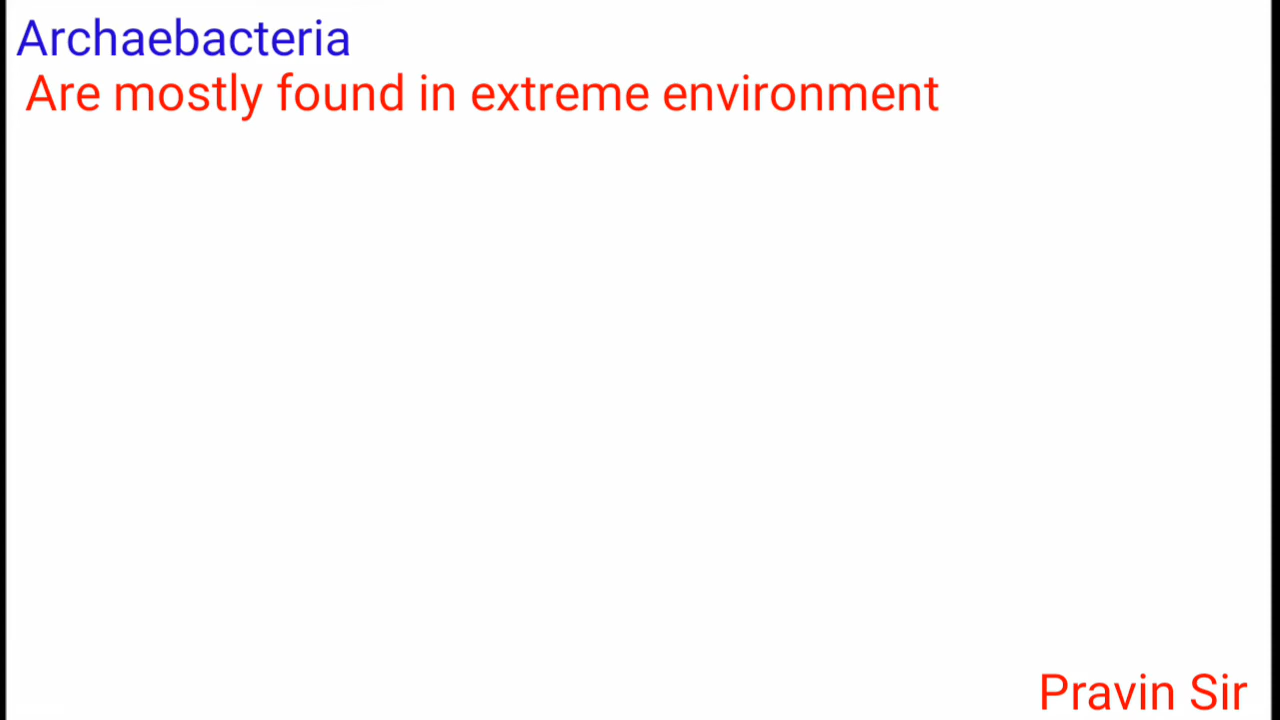 Archaebacteria
Are mostly found in extreme environment
Pravin Sir